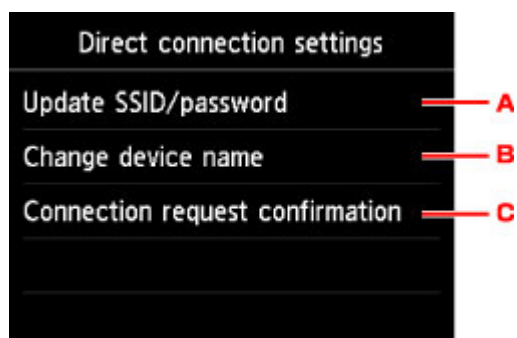 Direct connection settings
Update SSID/password A
Change device name B
Connection request confirmation C